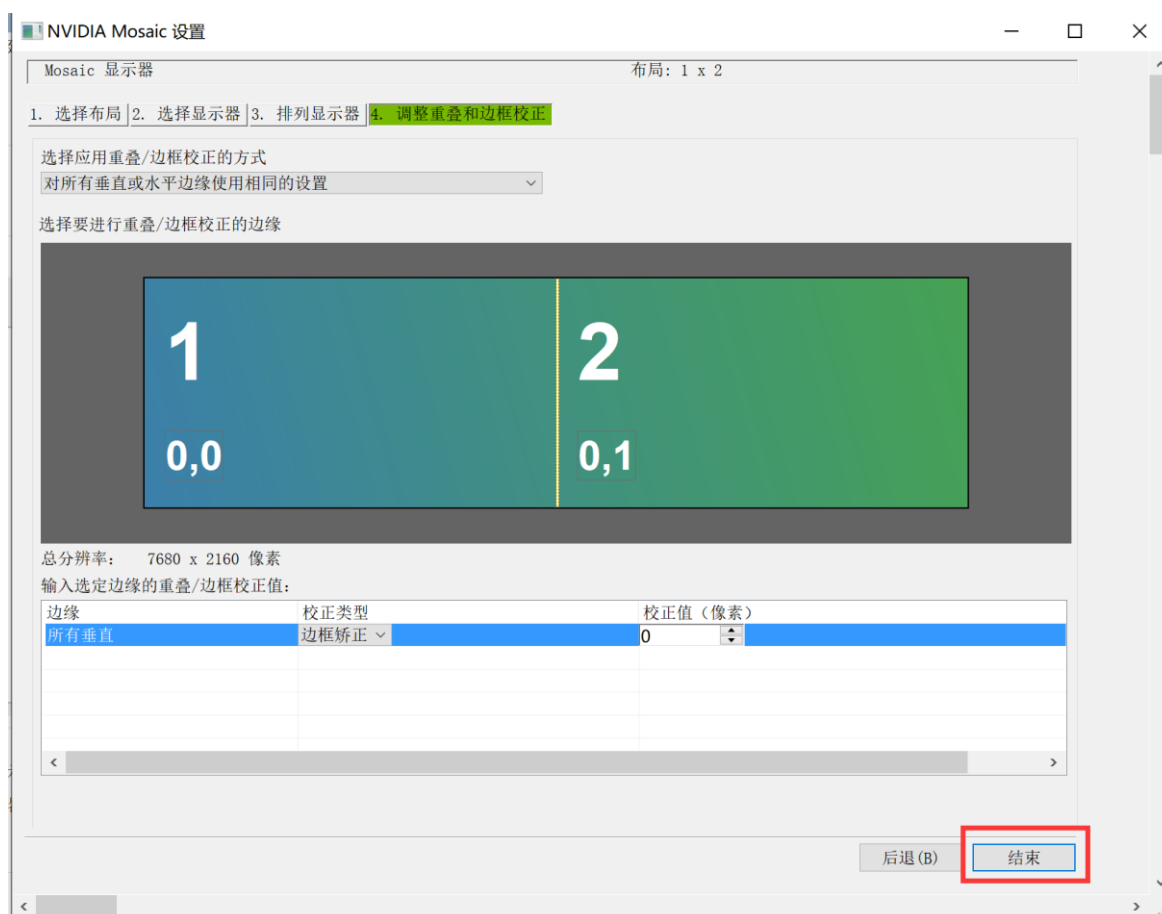 NVIDIA Mosaic 设置
Mosaic 显示器 布局: 1 x 2
1. 选择布局 2. 选择显示器 3. 排列显示器 4. 调整重叠和边框校正
选择应用重叠/边框校正的方式
对所有垂直或水平边缘使用相同的设置
选择要进行重叠/边框校正的边缘
1 2
0,0 0,1
总分辨率: 7680 x 2160 像素
输入选定边缘的重叠/边框校正值:
边缘 校正类型 校正值（像素）
所有垂直 边框矫正 0
后退(B) 结束